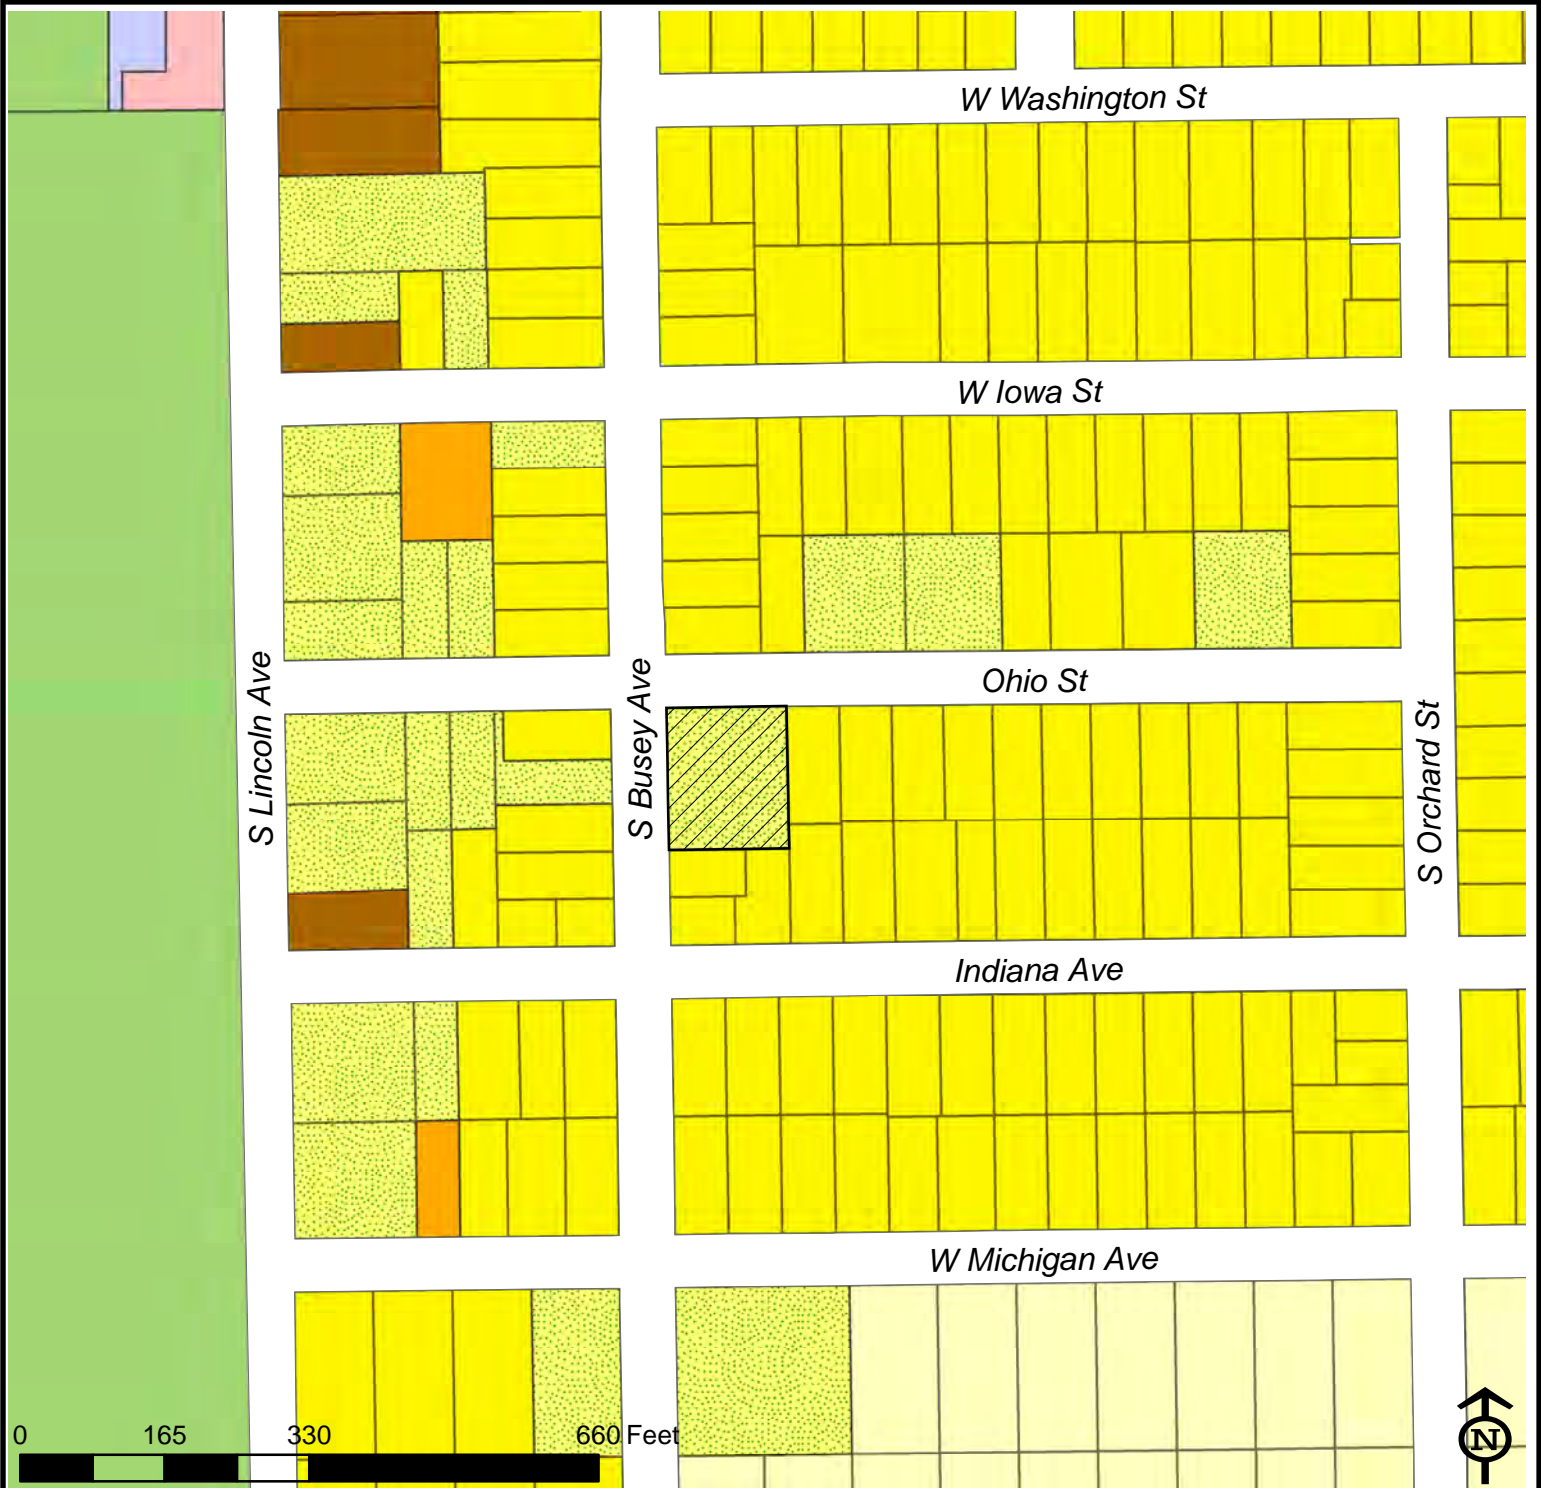 W Washington St
W Iowa St
Ohio St
S Lincoln Ave
S Busey Ave
S Orchard St
Indiana Ave
W Michigan Ave
0 165 330 660 Feet
N